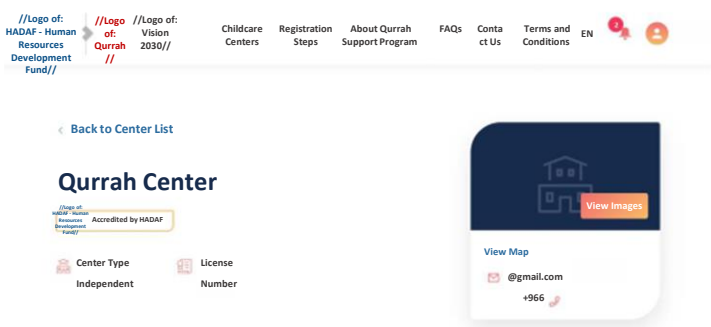 //Logo of:
HADAF - Human
Resources
Development
Fund//
//Logo
of:
Qurrah
//
//Logo of:
Vision
2030//
Childcare
Centers
Registration
Steps
About Qurrah
Support Program
FAQs
Conta
ct Us
Terms and
Conditions
EN
2
Back to Center List
Qurrah Center
//Logo of:
HADAF - Human
Resources
Development
Fund//
Accredited by HADAF
Center Type
Independent
License
Number
View Images
View Map
@gmail.com
+966